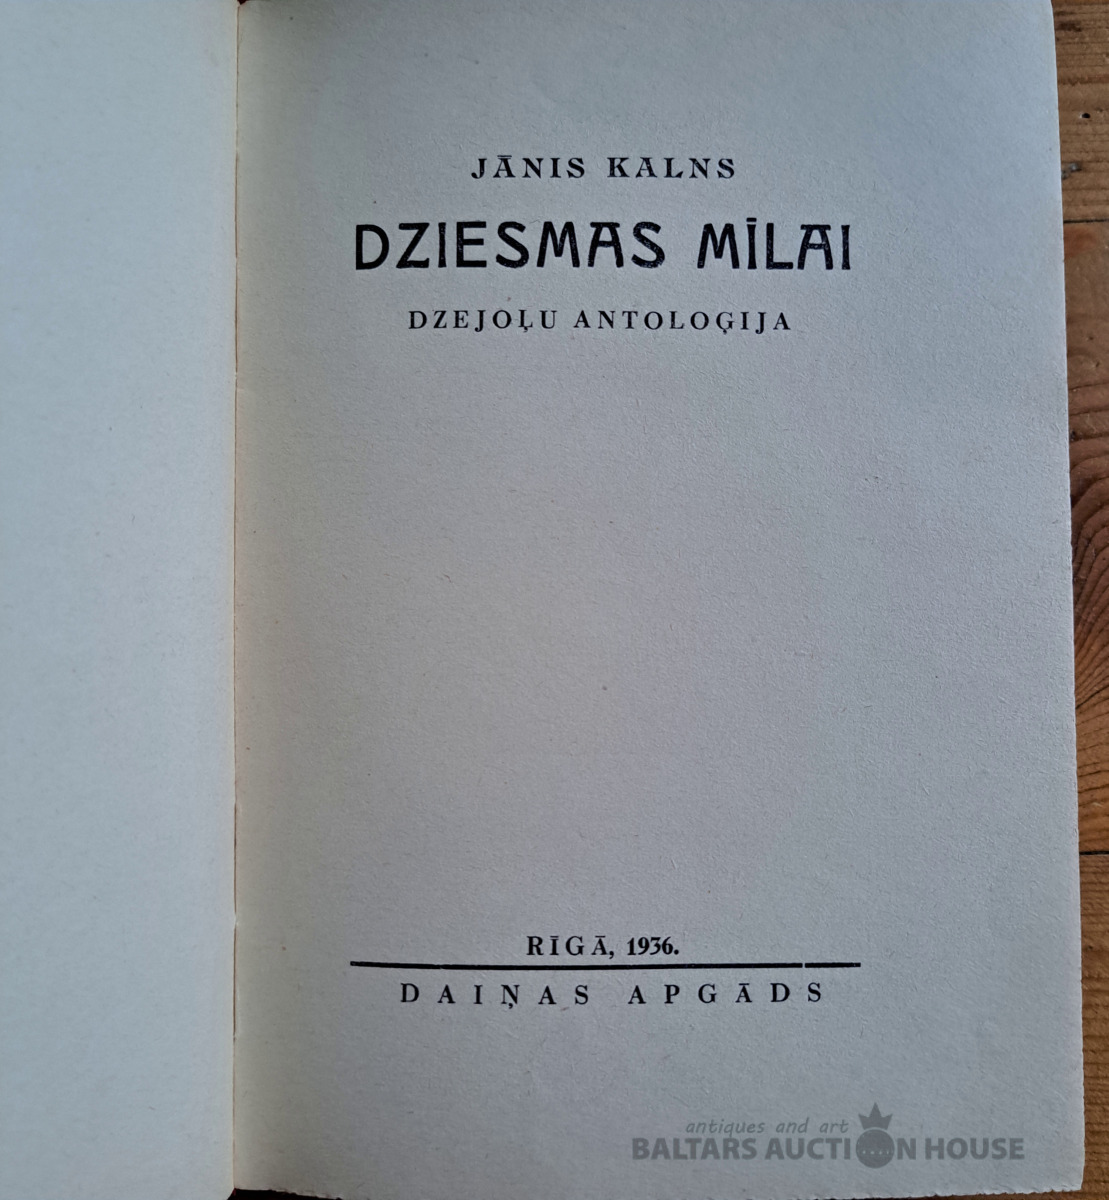 JĀNIS KALNS
DZIESMAS MĪLAI
DZEJOĻU ANTOLOĢIJA
RĪGĀ, 1936.
DAIŅAS APGĀDS
antiques and art
BALTARS AUCTION HOUSE